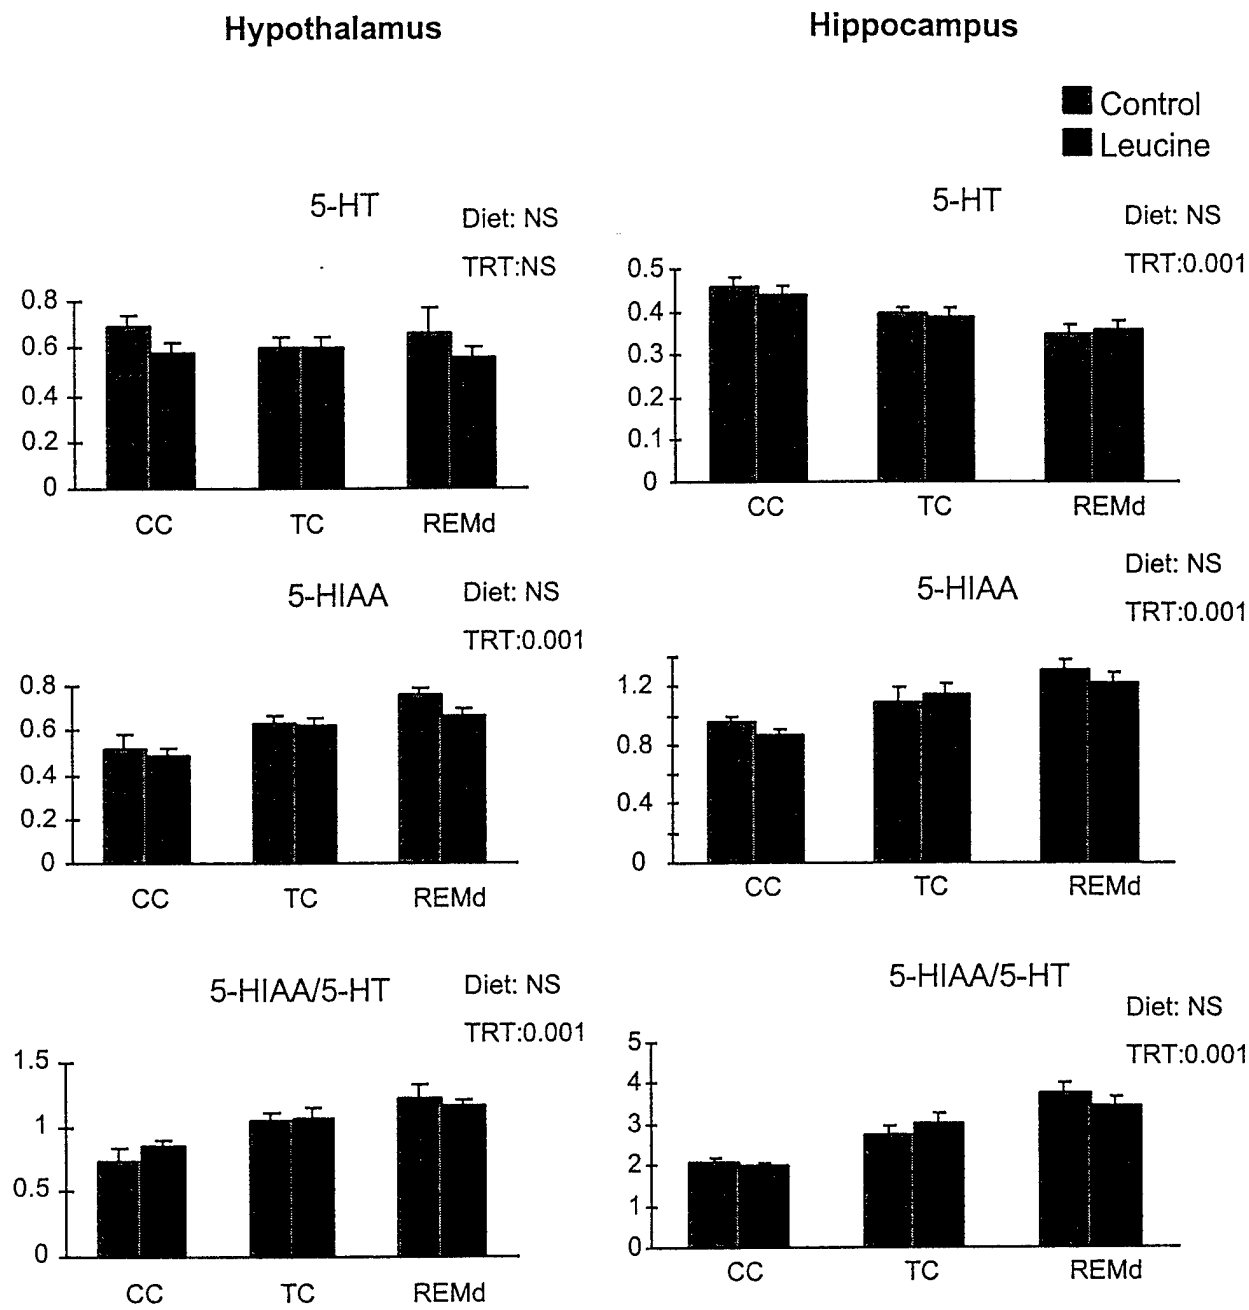 Hypothalamus
Hippocampus
Control
Leucine
5-HT
Diet: NS
TRT:NS
0.8
0.6
0.4
0.2
0
CC
TC
REMd
5-HT
Diet: NS
TRT:0.001
0.5
0.4
0.3
0.2
0.1
0
CC
TC
REMd
5-HIAA
Diet: NS
TRT:0.001
0.8
0.6
0.4
0.2
0
CC
TC
REMd
5-HIAA
Diet: NS
TRT:0.001
1.2
0.8
0.4
0
CC
TC
REMd
5-HIAA/5-HT
Diet: NS
TRT:0.001
1.5
1
0.5
0
CC
TC
REMd
5-HIAA/5-HT
Diet: NS
TRT:0.001
5
4
3
2
1
0
CC
TC
REMd